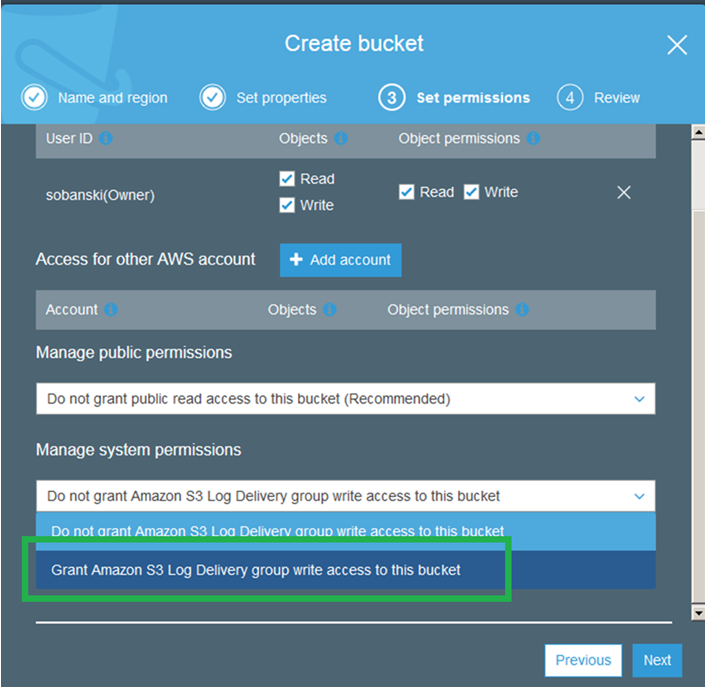 Create bucket
Name and region
Set properties
3 Set permissions
4 Review
User ID Objects Object permissions
sobanski(Owner)
Read
Write
Read Write
Access for other AWS account
Add account
Account Objects Object permissions
Manage public permissions
Do not grant public read access to this bucket (Recommended)
Manage system permissions
Do not grant Amazon S3 Log Delivery group write access to this bucket
Do not grant Amazon S3 Log Delivery group write access to this bucket
Grant Amazon S3 Log Delivery group write access to this bucket
Previous Next